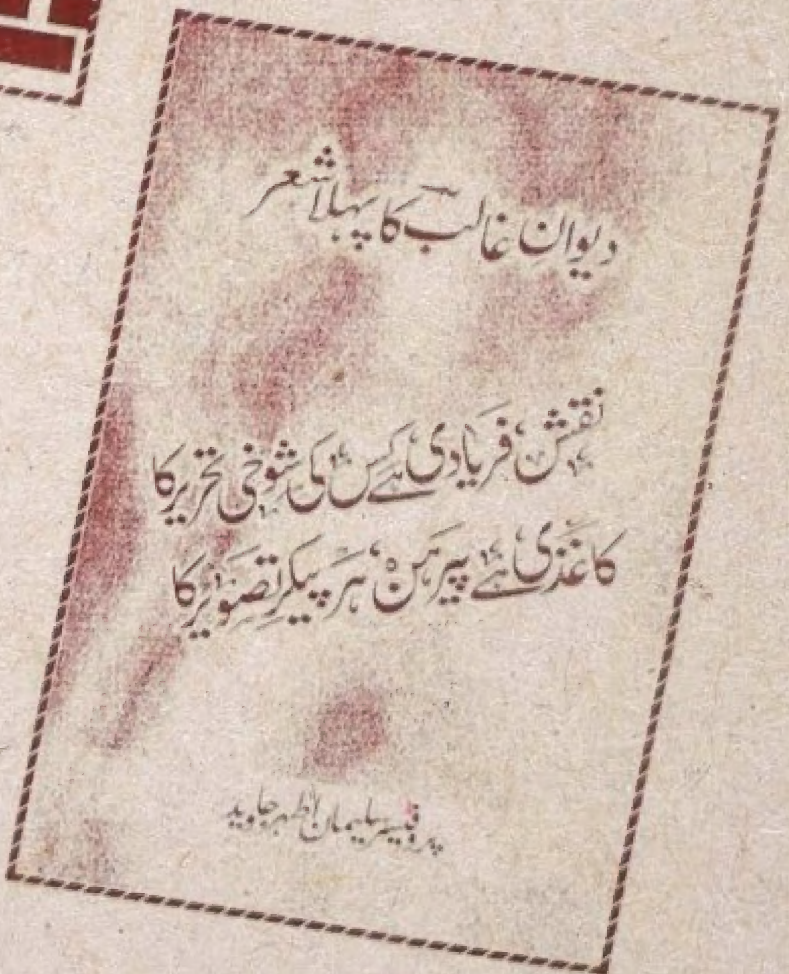 دیوانِ غالب کا پہلا شعر
نقش فریادی ہے کس کی شوخیِ تحریر کا
کاغذی ہے پیرہن ہر پیکرِ تصویر کا
پروفیسر سلیمان اطہر جاوید